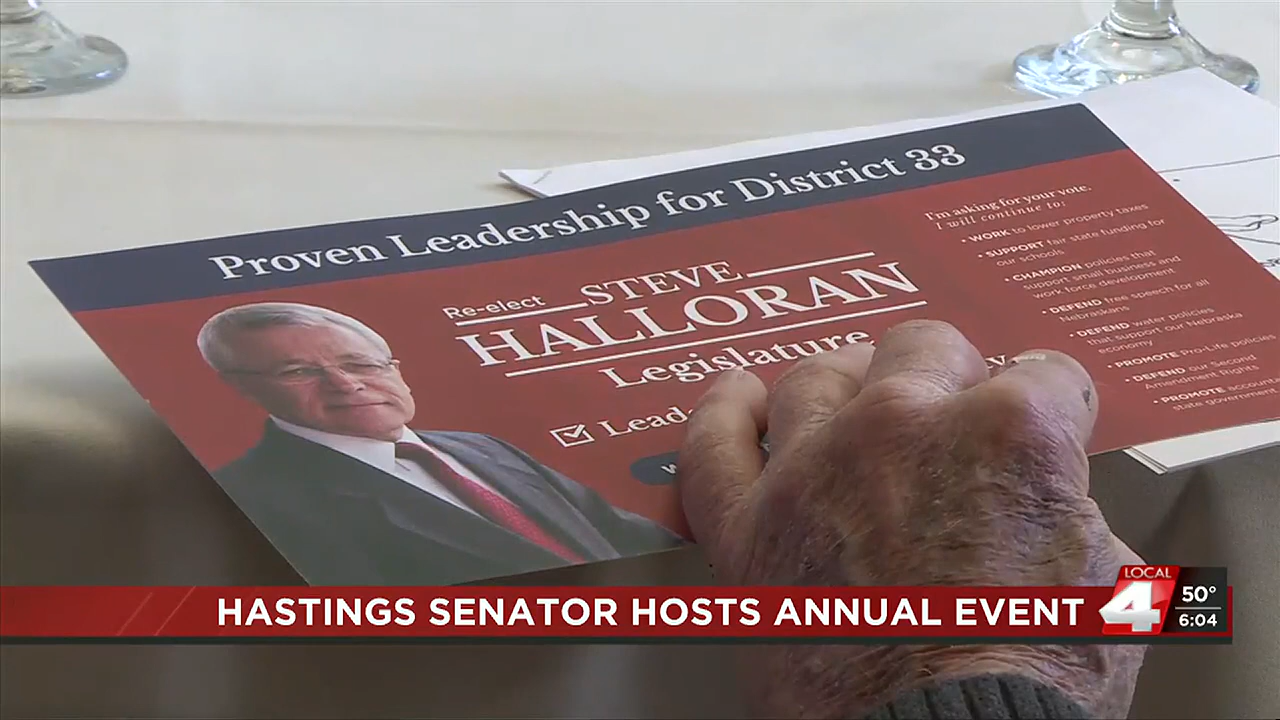 Proven Leadership for District 33
Re-elect STEVE
HALLORAN
Legislature
I'm asking for your vote.
I will continue to:
• WORK to lower property taxes
• SUPPORT fair state funding for
our schools
• CHAMPION policies that
support small business and
work force development
• DEFEND free speech for all
Nebraskans
• DEFEND water policies
that support our Nebraska
economy
• PROMOTE Pro-Life policies
• DEFEND our Second
Amendment Rights
• PROMOTE
state government
HASTINGS SENATOR HOSTS ANNUAL EVENT
LOCAL
4
50°
6:04